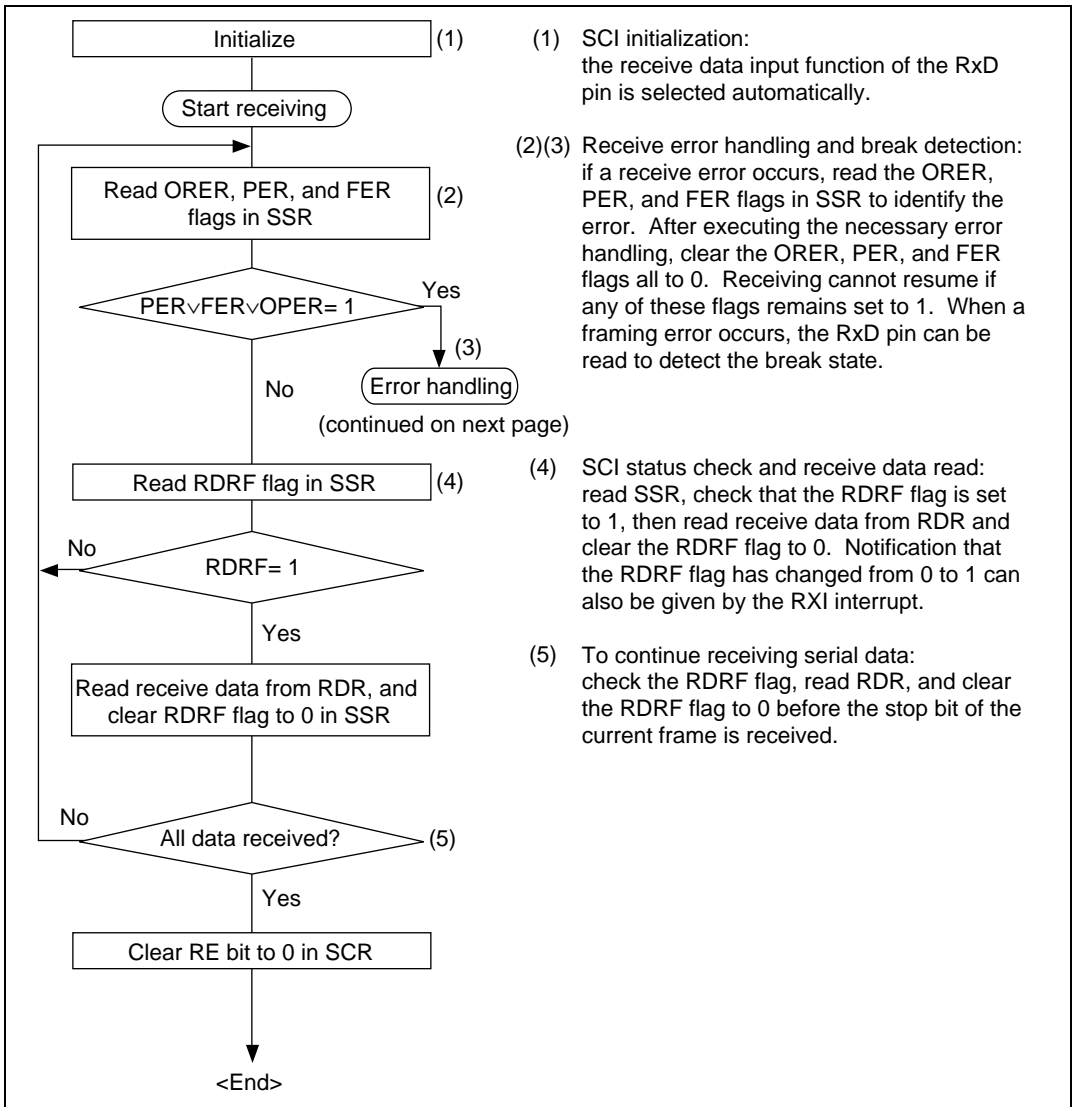 Initialize
(1)
Start receiving
Read ORER, PER, and FER
flags in SSR
(2)
PER∨FER∨OPER= 1
Yes
(3)
Error handling
(continued on next page)
No
Read RDRF flag in SSR
(4)
No
RDRF= 1
Yes
Read receive data from RDR, and
clear RDRF flag to 0 in SSR
No
All data received?
(5)
Yes
Clear RE bit to 0 in SCR
<End>
(1) SCI initialization:
the receive data input function of the RxD
pin is selected automatically.
(2)(3) Receive error handling and break detection:
if a receive error occurs, read the ORER,
PER, and FER flags in SSR to identify the
error. After executing the necessary error
handling, clear the ORER, PER, and FER
flags all to 0. Receiving cannot resume if
any of these flags remains set to 1. When a
framing error occurs, the RxD pin can be
read to detect the break state.
(4) SCI status check and receive data read:
read SSR, check that the RDRF flag is set
to 1, then read receive data from RDR and
clear the RDRF flag to 0. Notification that
the RDRF flag has changed from 0 to 1 can
also be given by the RXI interrupt.
(5) To continue receiving serial data:
check the RDRF flag, read RDR, and clear
the RDRF flag to 0 before the stop bit of the
current frame is received.